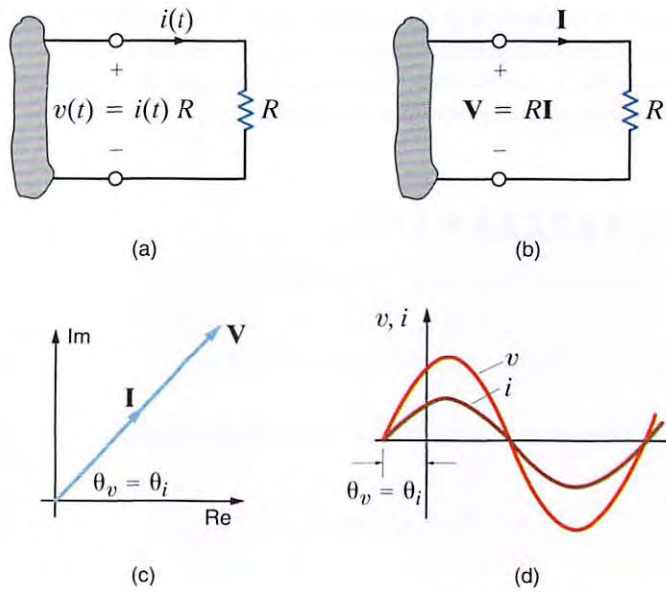 i(t)
+
v(t) = i(t) R
R
−
(a)
I
+
V = RI
R
−
(b)
Im
V
I
θv = θi
Re
(c)
v, i
v
i
θv = θi
(d)